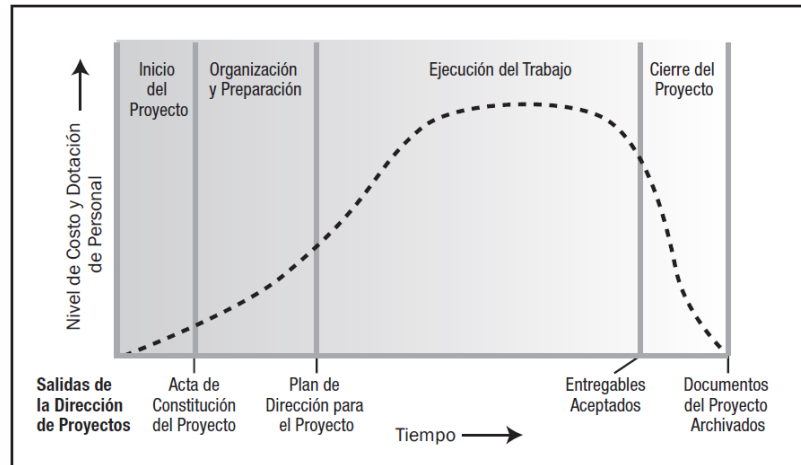 Inicio
del
Proyecto
Organización
y Preparación
Ejecución del Trabajo
Cierre del
Proyecto
Nivel de Costo y Dotación
de Personal
Salidas de
la Dirección
de Proyectos
Acta de
Constitución
del Proyecto
Plan de
Dirección para
el Proyecto
Tiempo
Entregables
Aceptados
Documentos
del Proyecto
Archivados